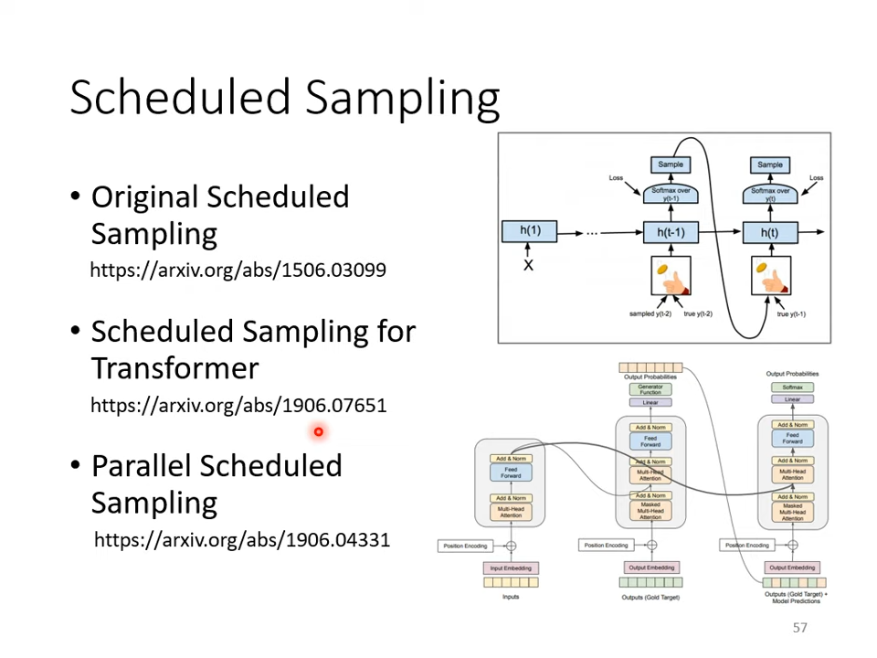 Scheduled Sampling
• Original Scheduled
Sampling
https://arxiv.org/abs/1506.03099
• Scheduled Sampling for
Transformer
https://arxiv.org/abs/1906.07651
• Parallel Scheduled
Sampling
https://arxiv.org/abs/1906.04331
Sample
Sample
Loss
Loss
Softmax over
y(t-1)
Softmax over
y(t)
h(1)
...
h(t-1)
h(t)
X
sampled y(t-2)
true y(t-2)
true y(t-1)
Output Probabilities
Generator
Function
Linear
Add & Norm
Feed
Forward
Add & Norm
Multi-Head
Attention
Add & Norm
Masked
Multi-Head
Attention
Position Encoding
Output Embedding
Outputs (Gold Target)
Add & Norm
Feed
Forward
Add & Norm
Multi-Head
Attention
Position Encoding
Input Embedding
Inputs
Output Probabilities
Softmax
Linear
Add & Norm
Feed
Forward
Add & Norm
Multi-Head
Attention
Add & Norm
Masked
Multi-Head
Attention
Position Encoding
Output Embedding
Outputs (Gold Target) +
Model Predictions
57